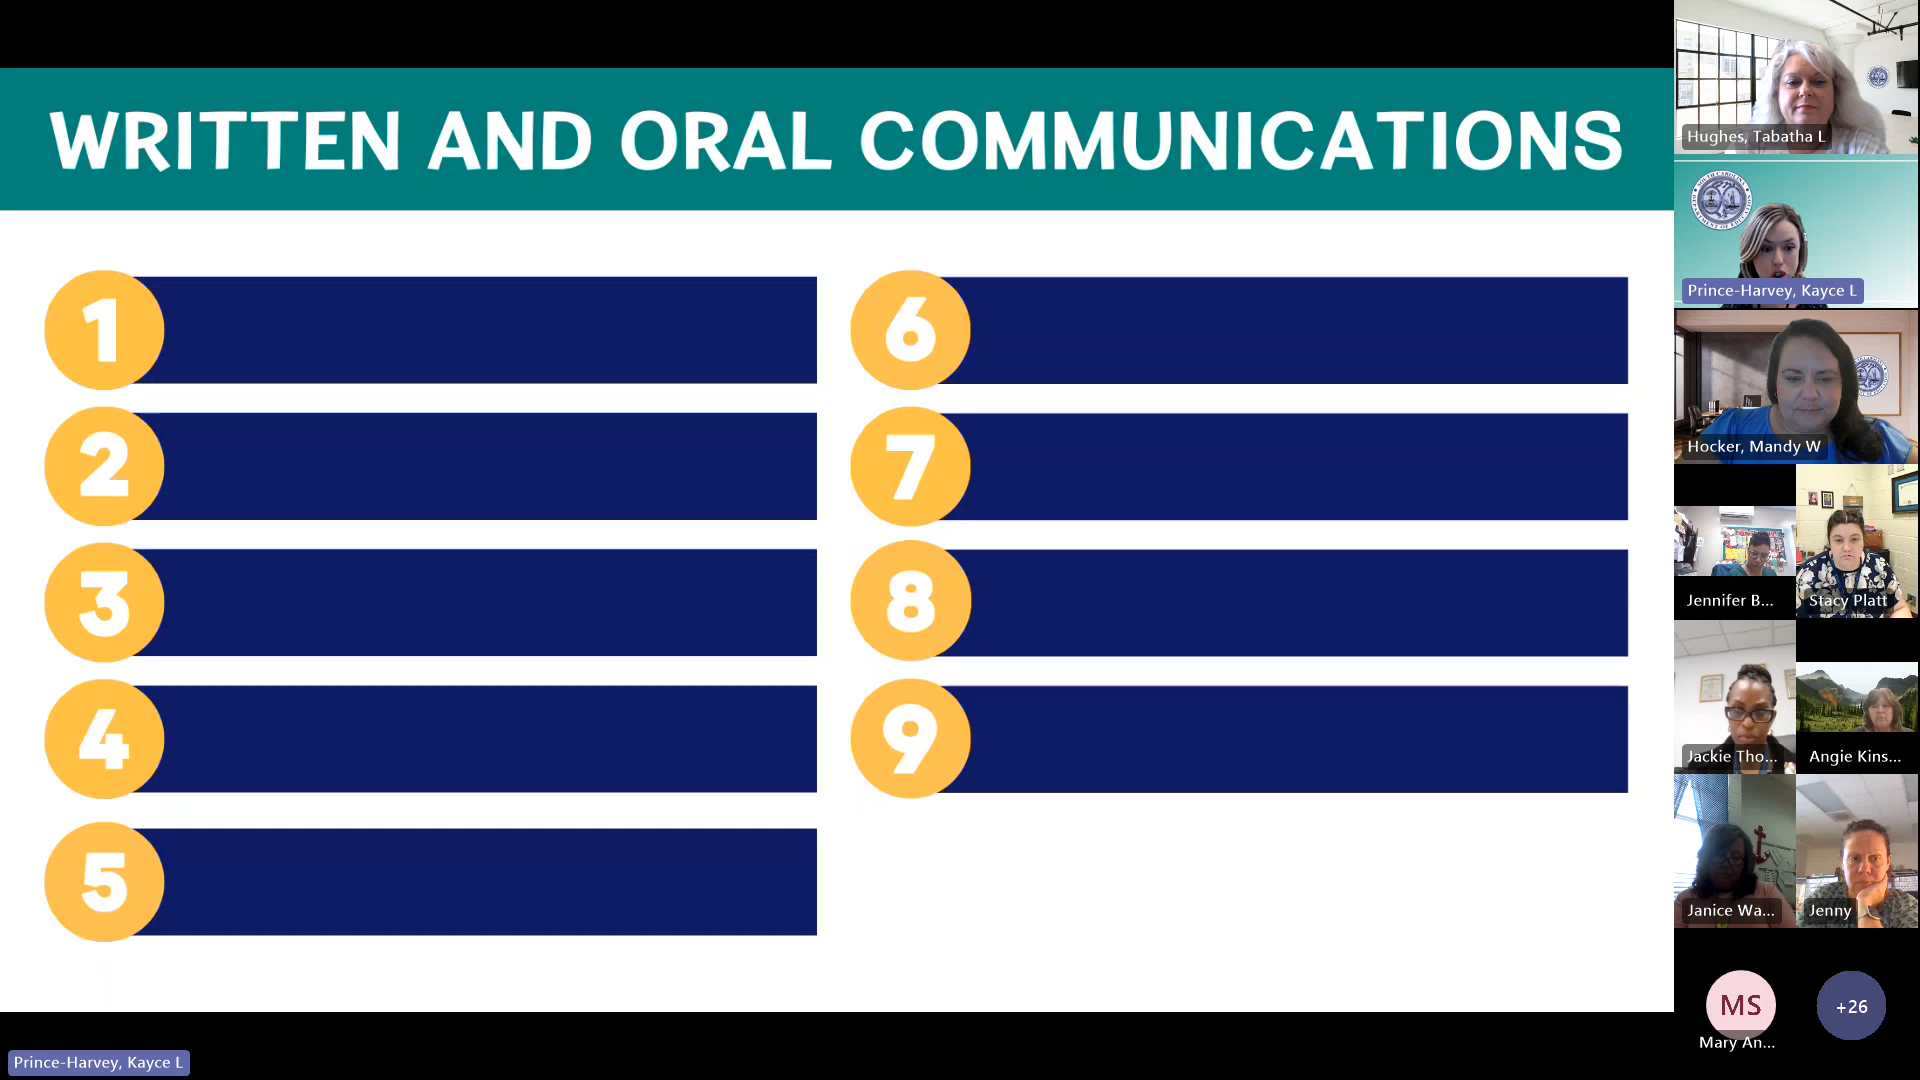 WRITTEN AND ORAL COMMUNICATIONS
1
2
3
4
5
6
7
8
9
Hughes, Tabatha L
Prince-Harvey, Kayce L
Hocker, Mandy W
Jennifer B...
Stacy Platt
Jackie Tho...
Angie Kins...
Janice Wa...
Jenny
MS
Mary An...
+26
Prince-Harvey, Kayce L